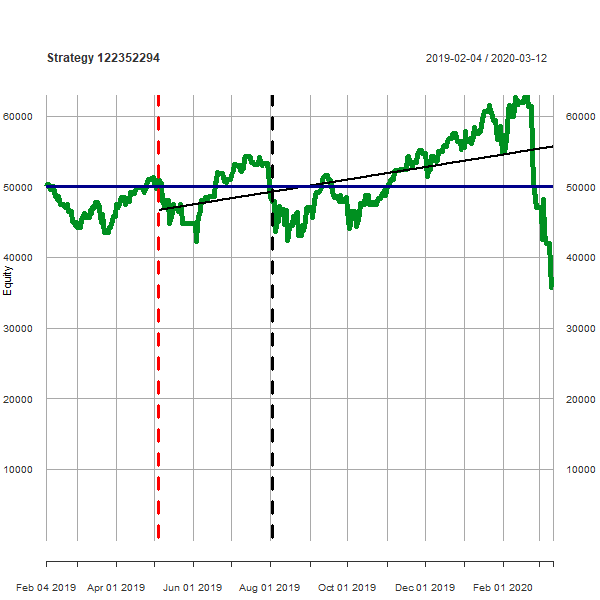 Strategy 122352294
2019-02-04 / 2020-03-12
60000
60000
50000
50000
40000
40000
Equity
30000
30000
20000
20000
10000
10000
Feb 04 2019
Apr 01 2019
Jun 01 2019
Aug 01 2019
Oct 01 2019
Dec 01 2019
Feb 01 2020